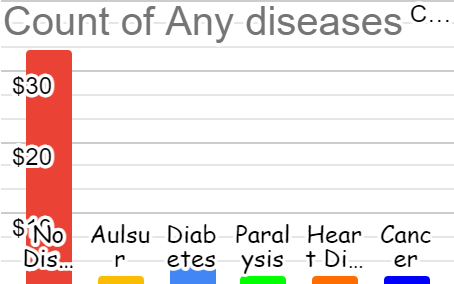 Count of Any diseases
C...
$30
$20
$10
No Dis...
Aulsu r
Diab etes
Paral ysis
Hear t Di...
Canc er